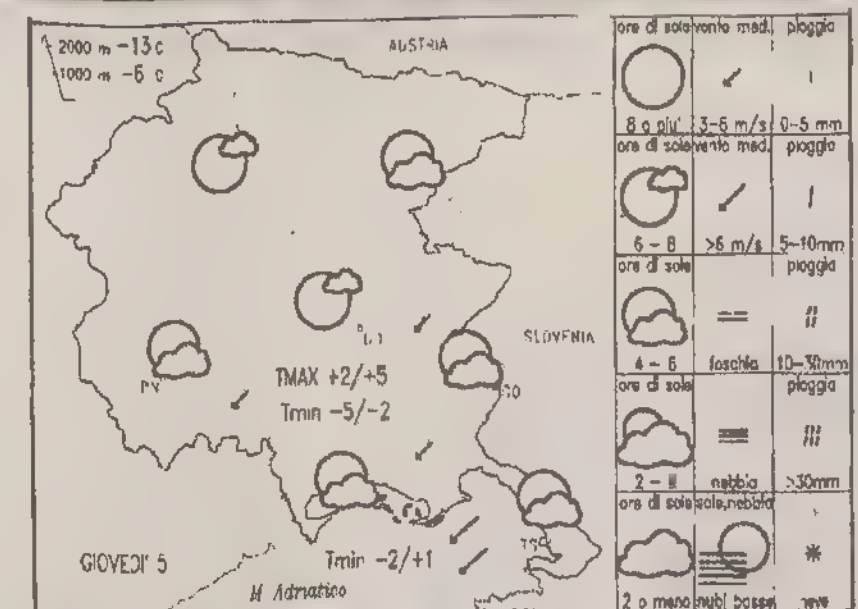 2000 m -13 c
1000 m -6 c
AUSTRIA
SLOVENIA
PN
GO
TMAX +2/+5
Tmin -5/-2
Tmin -2/+1
GIOVEDI' 5
M Adriatico
ore di sole vento med. pioggia
8 o piu' 3-6 m/s 0-5 mm
ore di sole vento med. pioggia
6 - 8 >6 m/s 5-10mm
ore di sole pioggia
4 - 6 foschia 10-30mm
ore di sole pioggia
2 - nebbia >30mm
ore di sole sole,nebbia
2 o meno nubi basse neve